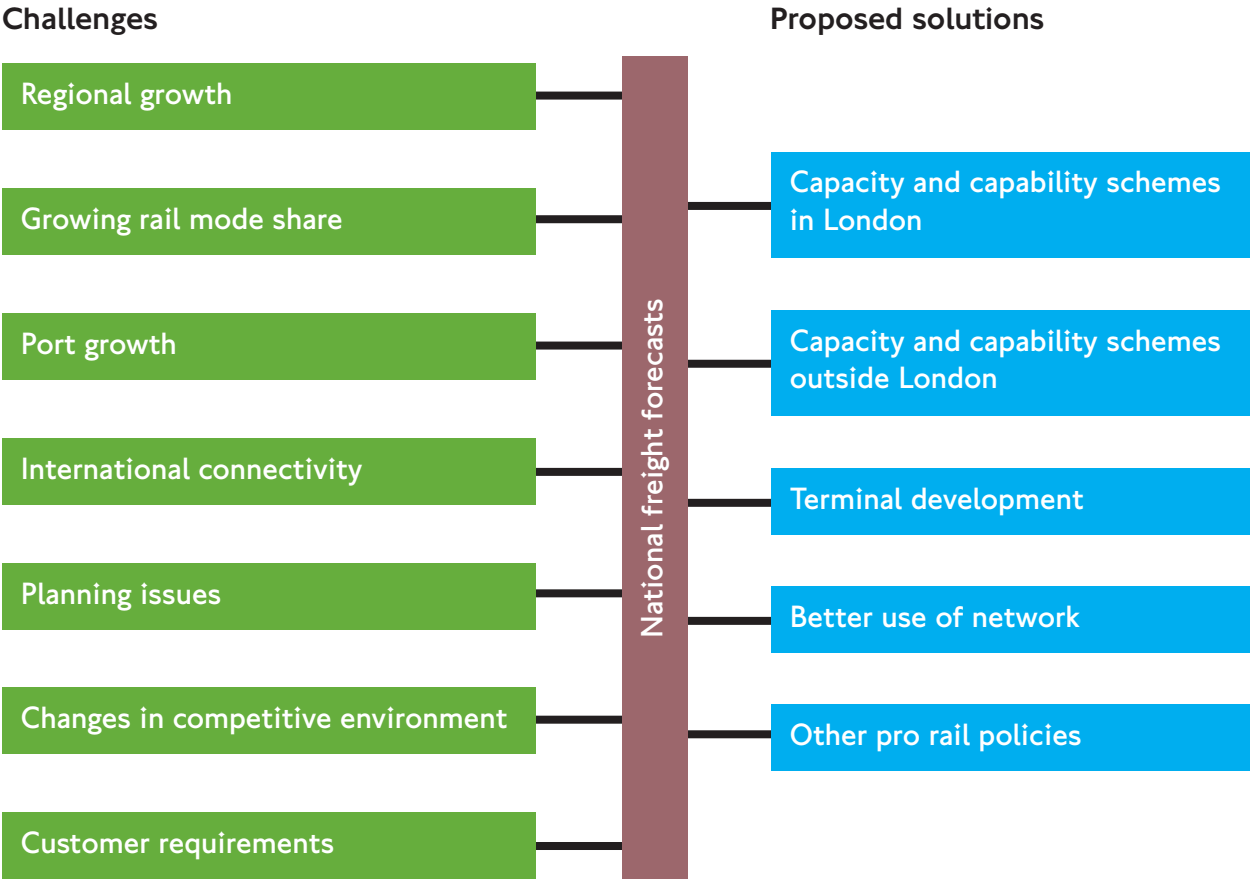 Challenges
Regional growth
Growing rail mode share
Port growth
International connectivity
Planning issues
Changes in competitive environment
Customer requirements
National freight forecasts
Proposed solutions
Capacity and capability schemes
in London
Capacity and capability schemes
outside London
Terminal development
Better use of network
Other pro rail policies